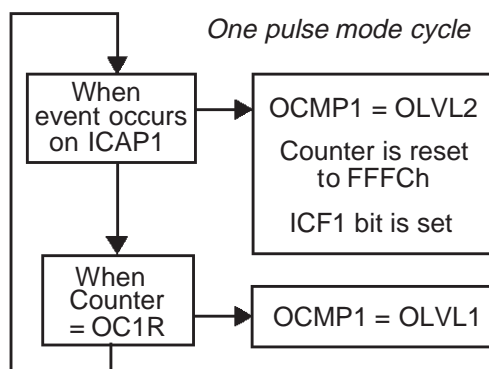 One pulse mode cycle
When
event occurs
on ICAP1
OCMP1 = OLVL2
Counter is reset
to FFFCh
ICF1 bit is set
When
Counter
= OC1R
OCMP1 = OLVL1